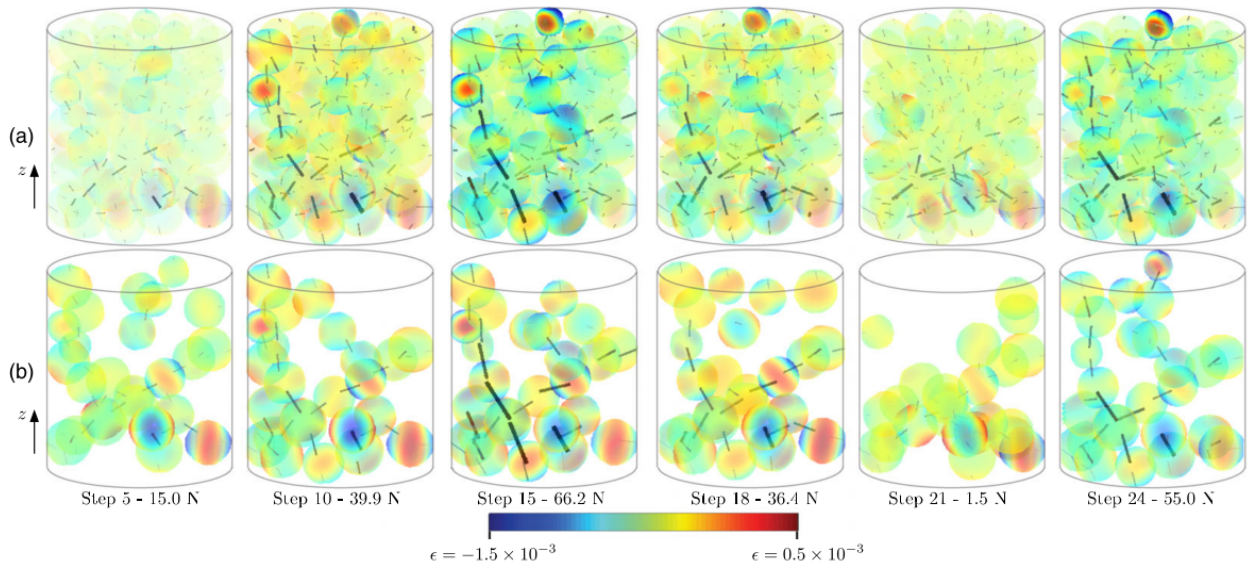 (a)
z
(b)
z
Step 5 - 15.0 N
Step 10 - 39.9 N
Step 15 - 66.2 N
Step 18 - 36.4 N
Step 21 - 1.5 N
Step 24 - 55.0 N
ϵ = −1.5 × 10⁻³
ϵ = 0.5 × 10⁻³